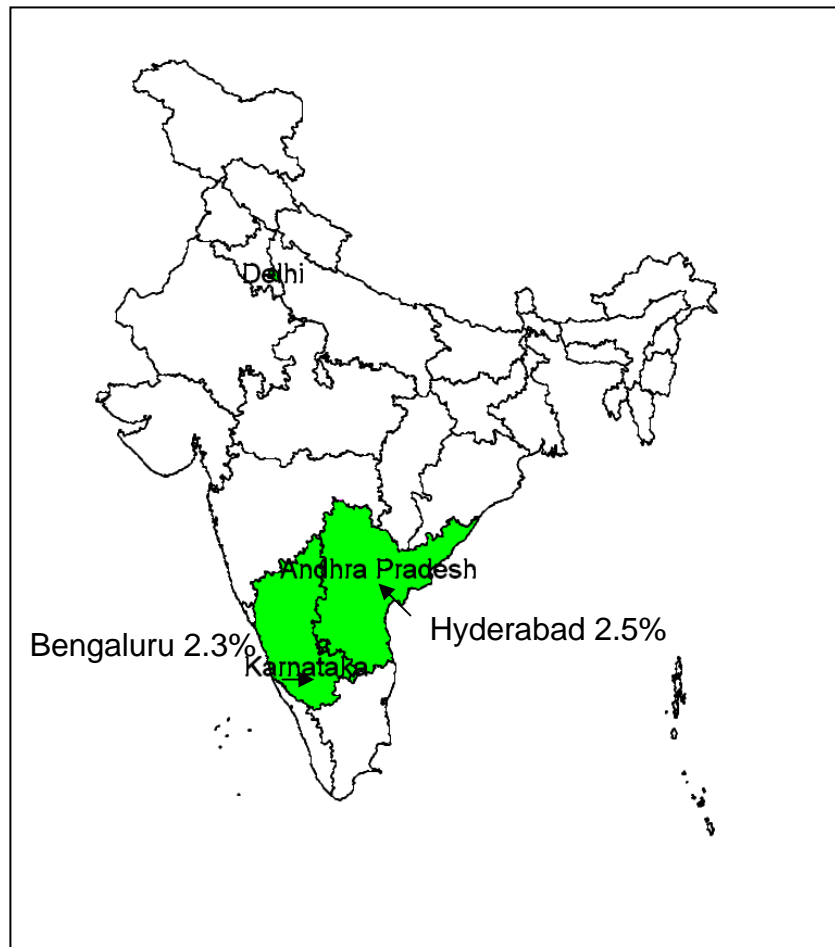 Delhi
Andhra Pradesh
Hyderabad 2.5%
Bengaluru 2.3%
Karnataka